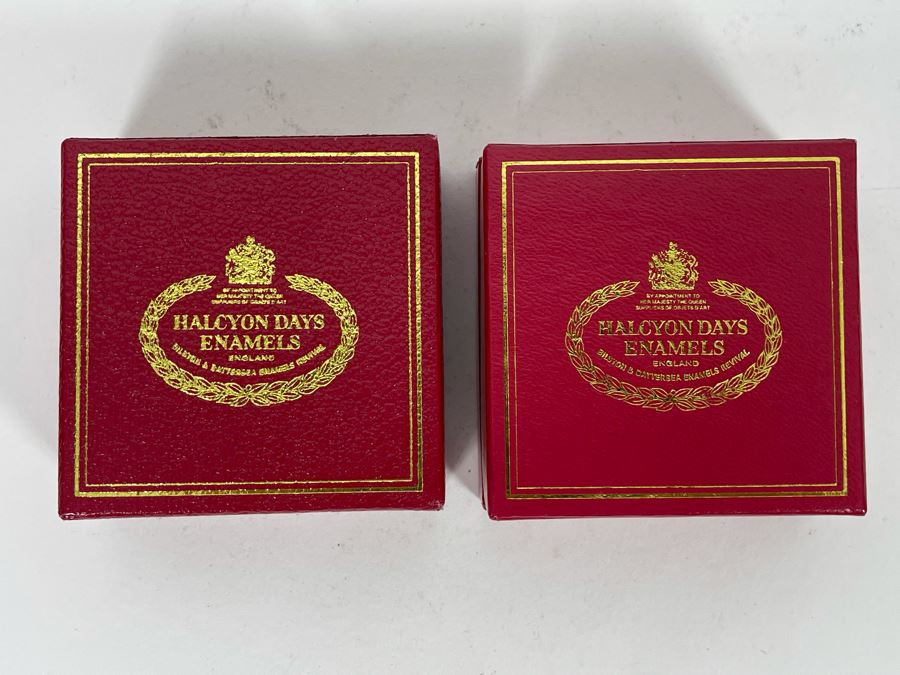 BY APPOINTMENT TO
HER MAJESTY THE QUEEN
SUPPLIERS OF OBJETS D'ART
HALCYON DAYS
ENAMELS
ENGLAND
BILSTON & BATTERSEA ENAMELS REVIVAL
BY APPOINTMENT TO
HER MAJESTY THE QUEEN
SUPPLIERS OF OBJETS D'ART
HALCYON DAYS
ENAMELS
ENGLAND
BILSTON & BATTERSEA ENAMELS REVIVAL